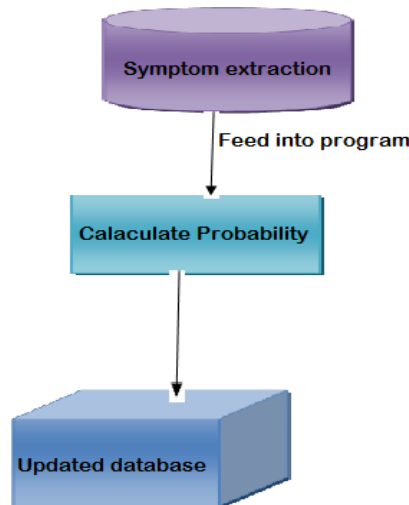 Symptom extraction
Feed into program
Calaculate Probability
Updated database